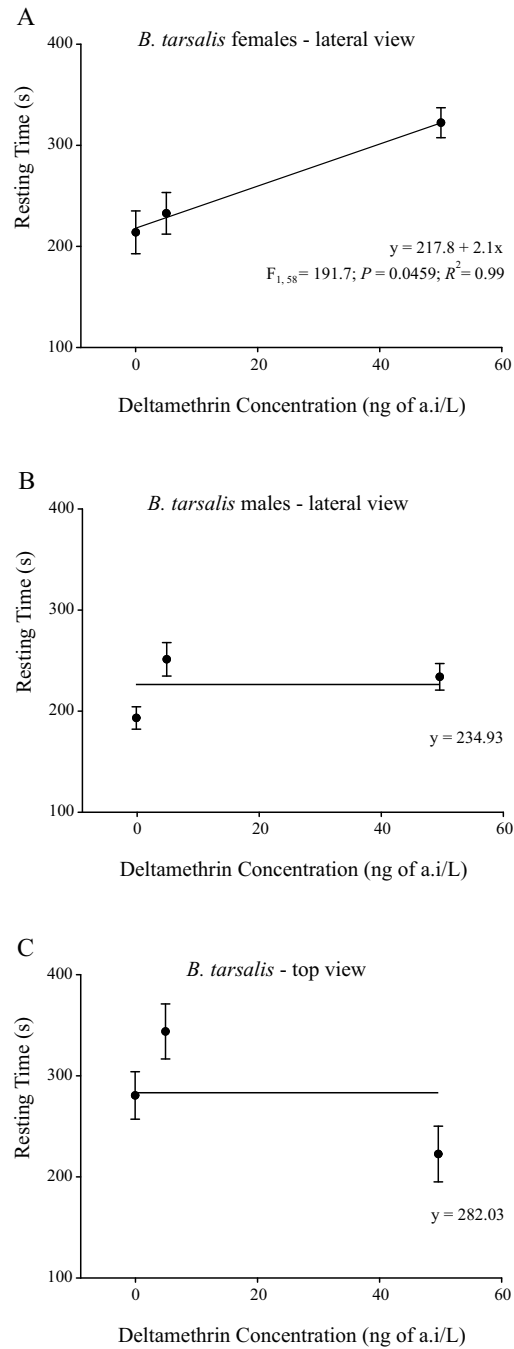 A
B. tarsalis females - lateral view
400
300
200
100
0
20
40
60
Resting Time (s)
y = 217.8 + 2.1x
F1, 58 = 191.7; P = 0.0459; R² = 0.99
Deltamethrin Concentration (ng of a.i/L)
B
B. tarsalis males - lateral view
400
300
200
100
0
20
40
60
Resting Time (s)
y = 234.93
Deltamethrin Concentration (ng of a.i/L)
C
B. tarsalis - top view
400
300
200
100
0
20
40
60
Resting Time (s)
y = 282.03
Deltamethrin Concentration (ng of a.i/L)